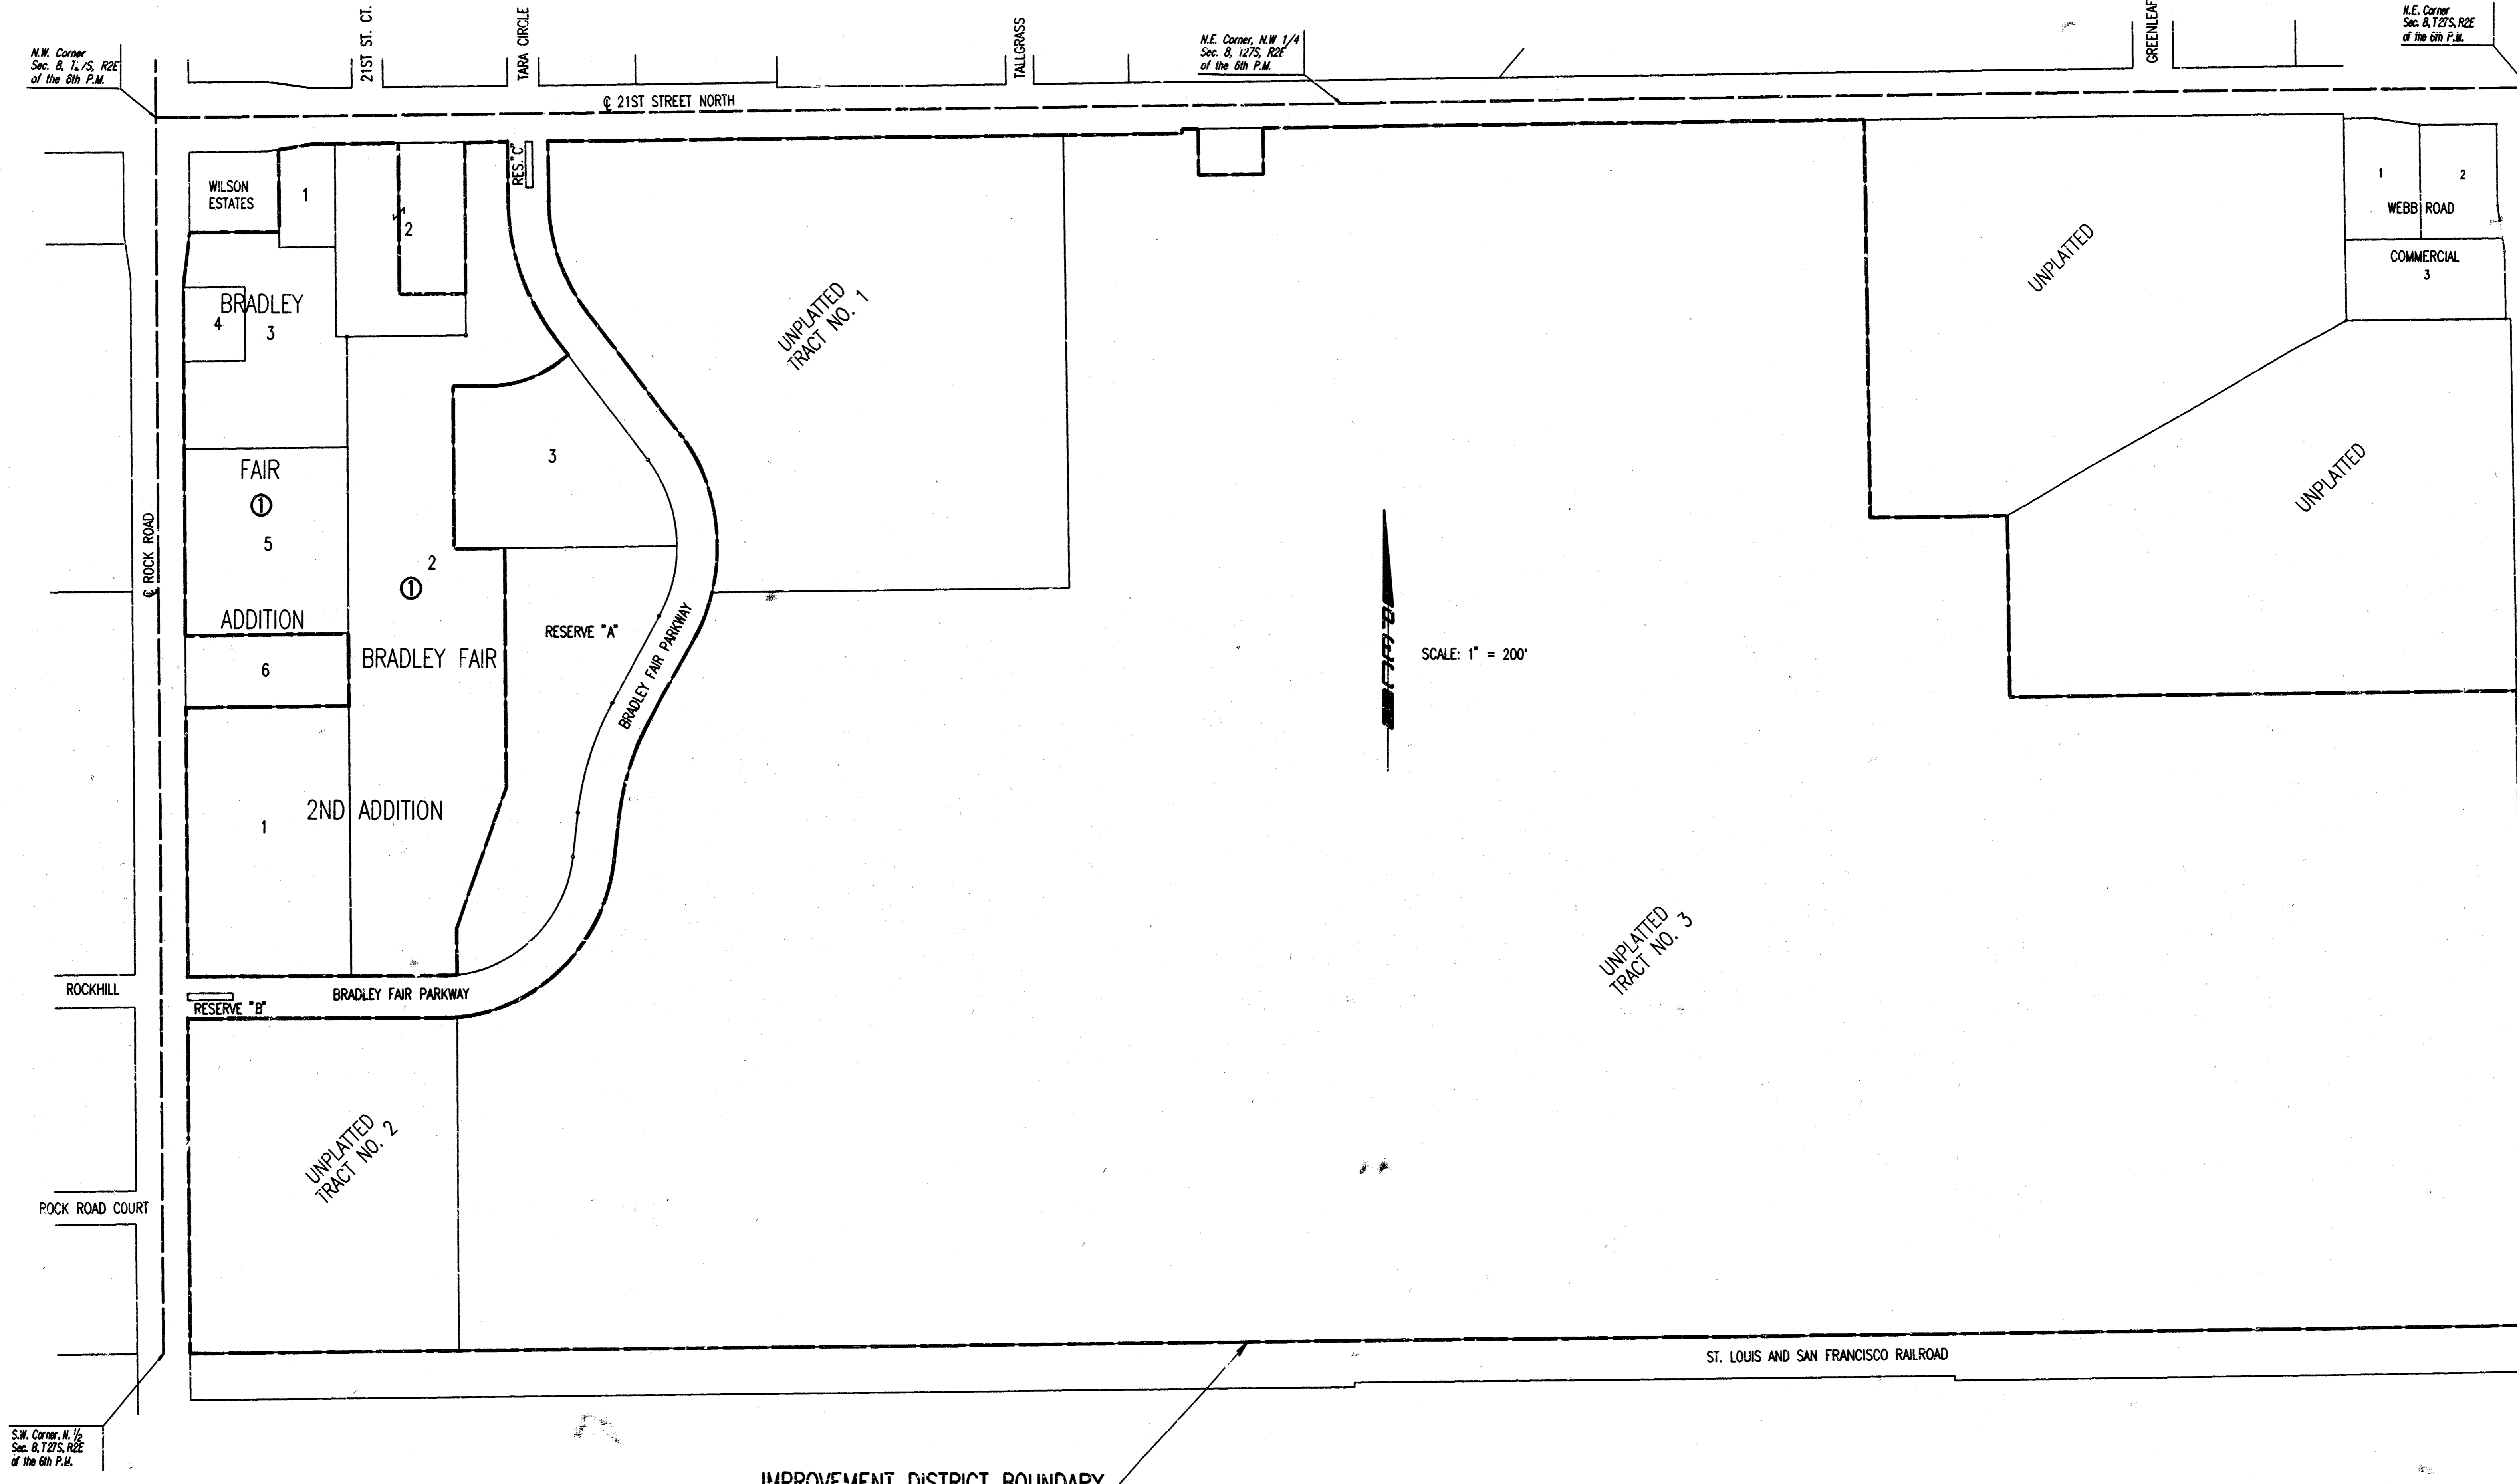 N.W. Corner
Sec. 8, T27S, R2E
of the 6th P.M.
21ST ST. CT.
TARA CIRCLE
TALLGRASS
N.E. Corner, N.W 1/4
Sec. 8, T27S, R2E
of the 6th P.M.
GREENLEAF
N.E. Corner
Sec. 8, T27S, R2E
of the 6th P.M.
℄ 21ST STREET NORTH
WILSON
ESTATES
1
2
RES."C"
1
2
WEBB ROAD
COMMERCIAL
3
BRADLEY
4
3
UNPLATTED
TRACT NO. 1
UNPLATTED
UNPLATTED
FAIR
1
5
3
℄ ROCK ROAD
2
1
ADDITION
6
BRADLEY FAIR
RESERVE "A"
BRADLEY FAIR PARKWAY
SCALE: 1" = 200'
1
2ND ADDITION
UNPLATTED
TRACT NO. 3
ROCKHILL
BRADLEY FAIR PARKWAY
RESERVE "B"
UNPLATTED
TRACT NO. 2
ROCK ROAD COURT
ST. LOUIS AND SAN FRANCISCO RAILROAD
S.W. Corner, N. 1/2
Sec. 8, T27S, R2E
of the 6th P.M.
IMPROVEMENT DISTRICT BOUNDARY